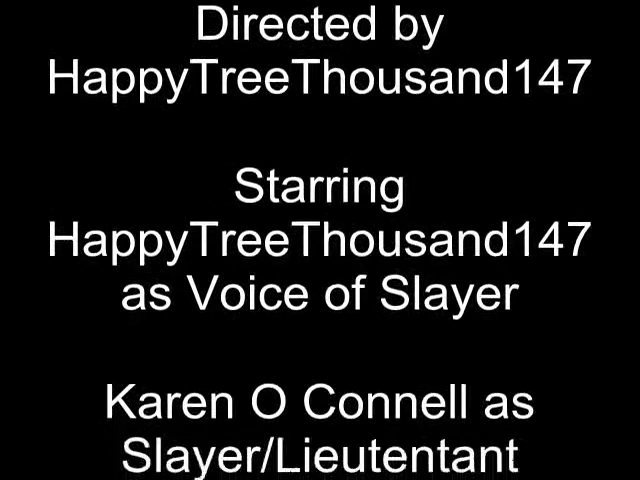 Directed by
HappyTreeThousand147
Starring
HappyTreeThousand147
as Voice of Slayer
Karen O Connell as
Slayer/Lieutentant